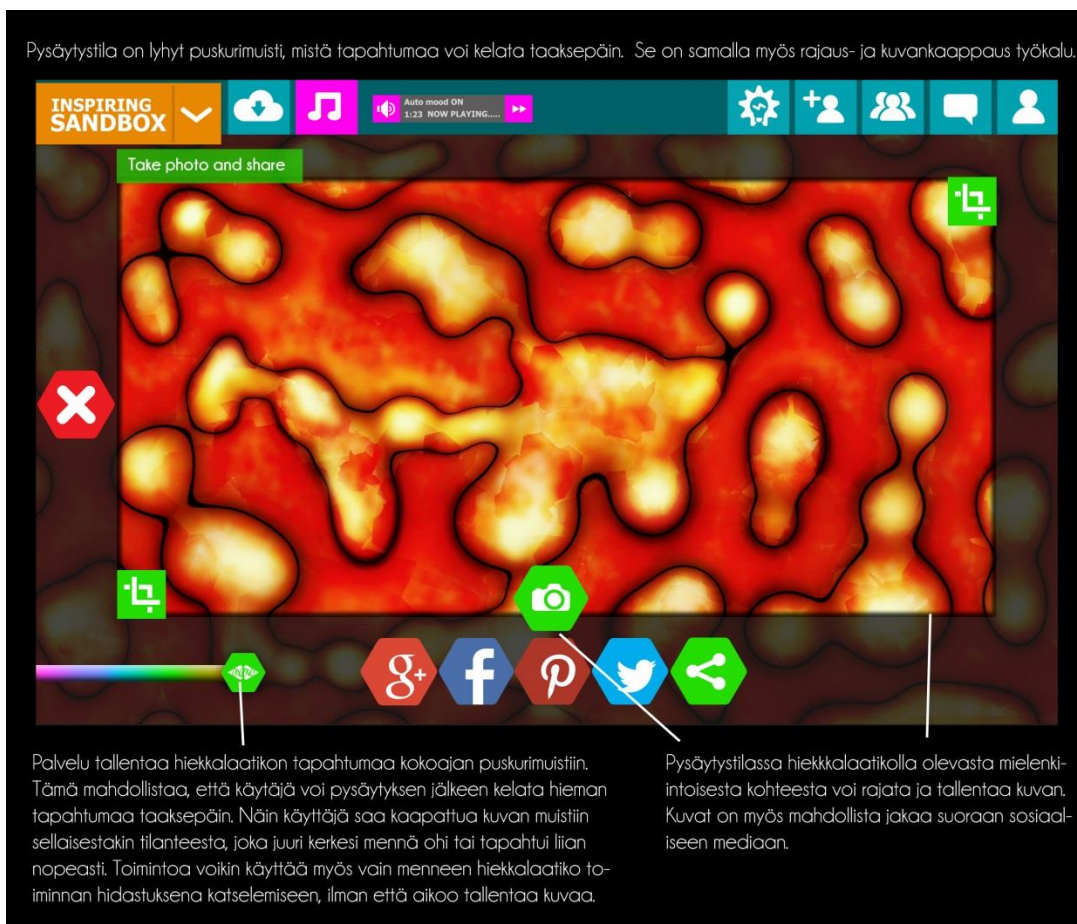 Pysäytystila on lyhyt puskurimuisti, mistä tapahtumaa voi kelata taaksepäin. Se on samalla myös rajaus- ja kuvankaappaus työkalu.
INSPIRING
SANDBOX
Auto mood ON
1:23 NOW PLAYING.....
Take photo and share
g+
f
Palvelu tallentaa hiekkalaatikon tapahtumaa kokoajan puskurimuistiin.
Tämä mahdollistaa, että käytäjä voi pysäytyksen jälkeen kelata hieman
tapahtumaa taaksepäin. Näin käyttäjä saa kaapattua kuvan muistiin
sellaisestakin tilanteesta, joka juuri kerkesi mennä ohi tai tapahtui liian
nopeasti. Toimintoa voikin käyttää myös vain menneen hiekkalaatiko to-
iminnan hidastuksena katselemiseen, ilman että aikoo tallentaa kuvaa.
Pysäytystilassa hiekkkalaatikolla olevasta mielenki-
intoisesta kohteesta voi rajata ja tallentaa kuvan.
Kuvat on myös mahdollista jakaa suoraan sosiaal-
iseen mediaan.